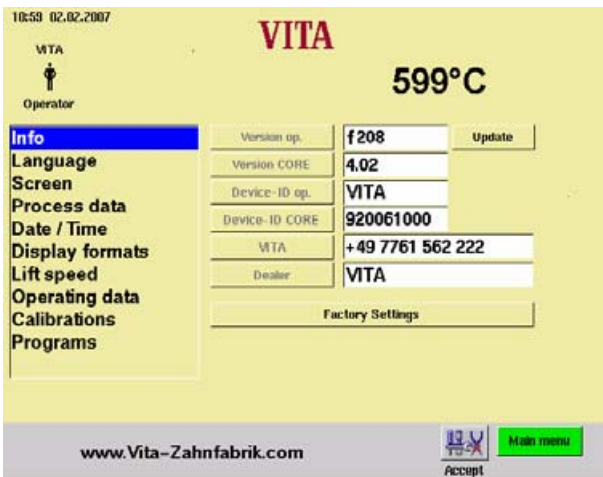 10:59 02.02.2007
VITA
VITA
Operator
599°C
Info
Language
Screen
Process data
Date / Time
Display formats
Lift speed
Operating data
Calibrations
Programs
Version op. f208 Update
Version CORE 4.02
Device-ID op. VITA
Device-ID CORE 920061000
VITA +49 7761 562 222
Dealer VITA
Factory Settings
www.Vita-Zahnfabrik.com
Accept
Main menu